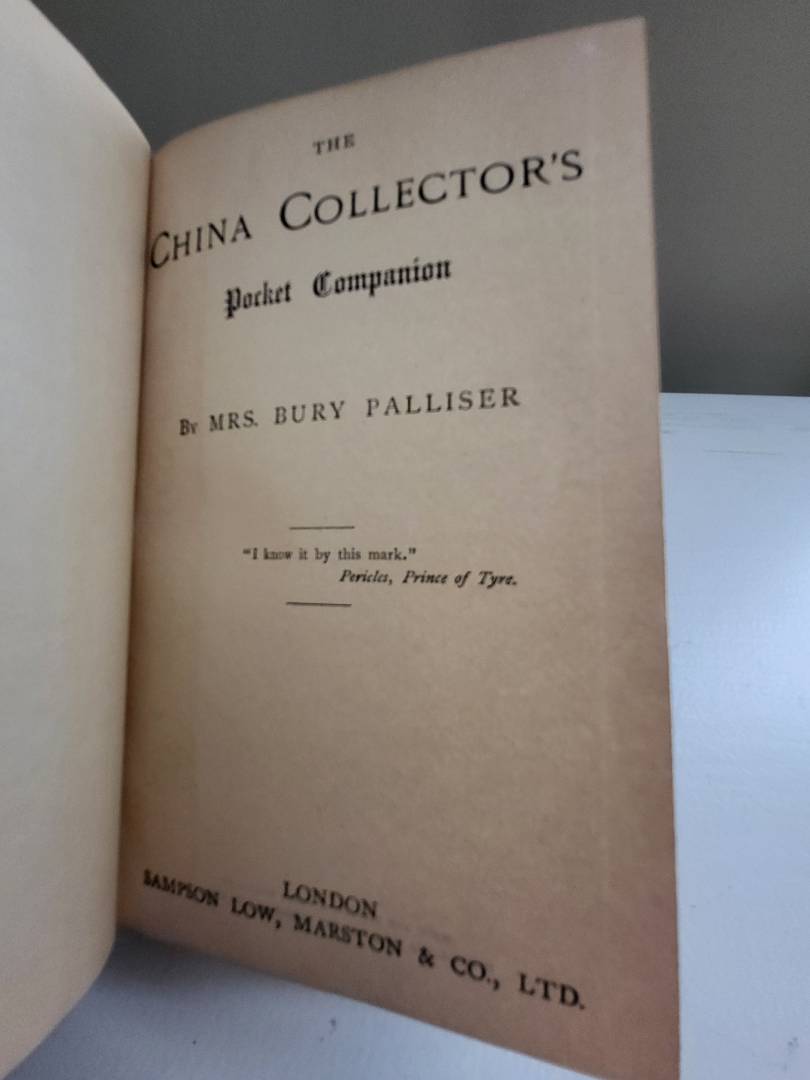 THE
CHINA COLLECTOR'S
Pocket Companion
By MRS. BURY PALLISER
"I know it by this mark."
Pericles, Prince of Tyre.
LONDON
SAMPSON LOW, MARSTON & CO., LTD.